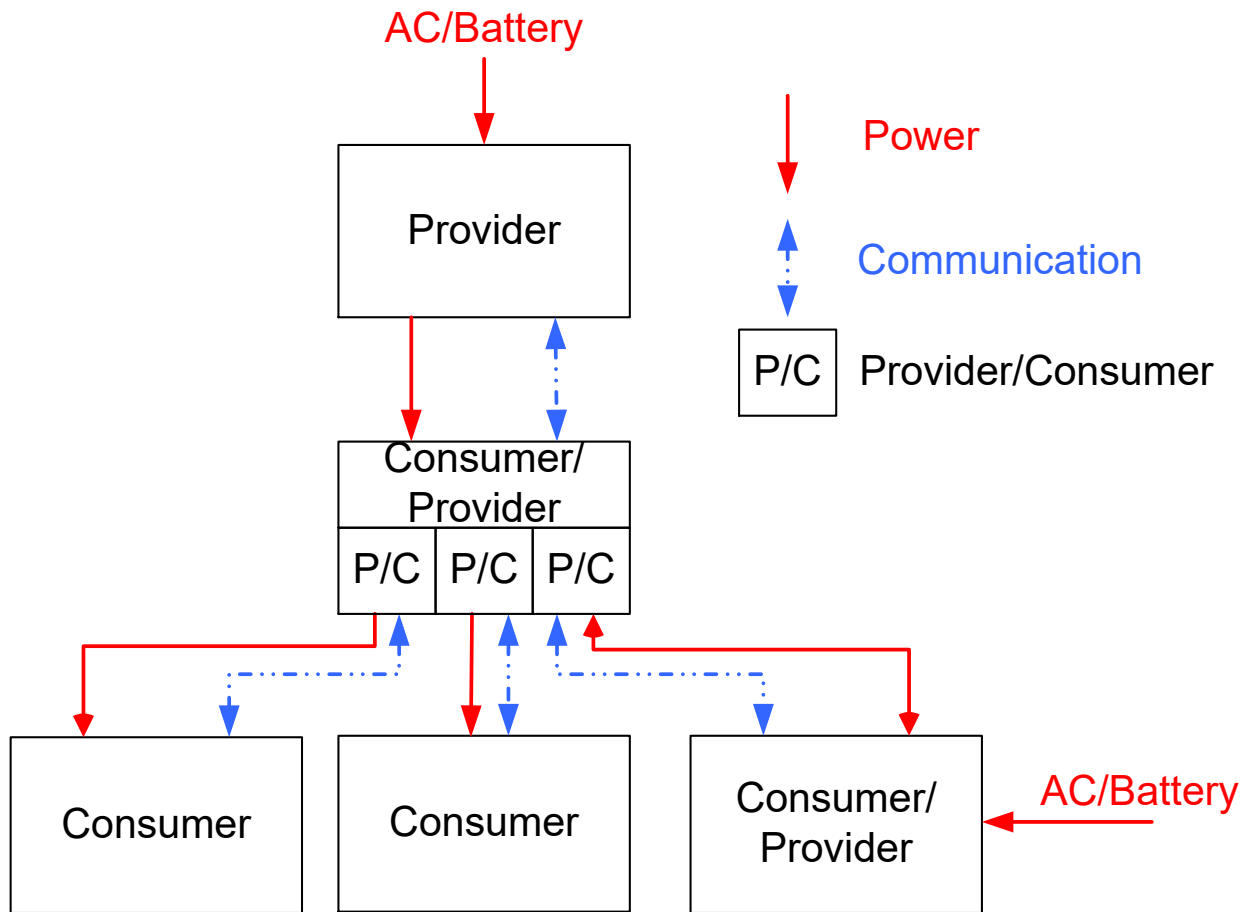 AC/Battery
Power
Provider
Communication
P/C
Provider/Consumer
Consumer/
Provider
P/C
P/C
P/C
Consumer
Consumer
Consumer/
Provider
AC/Battery